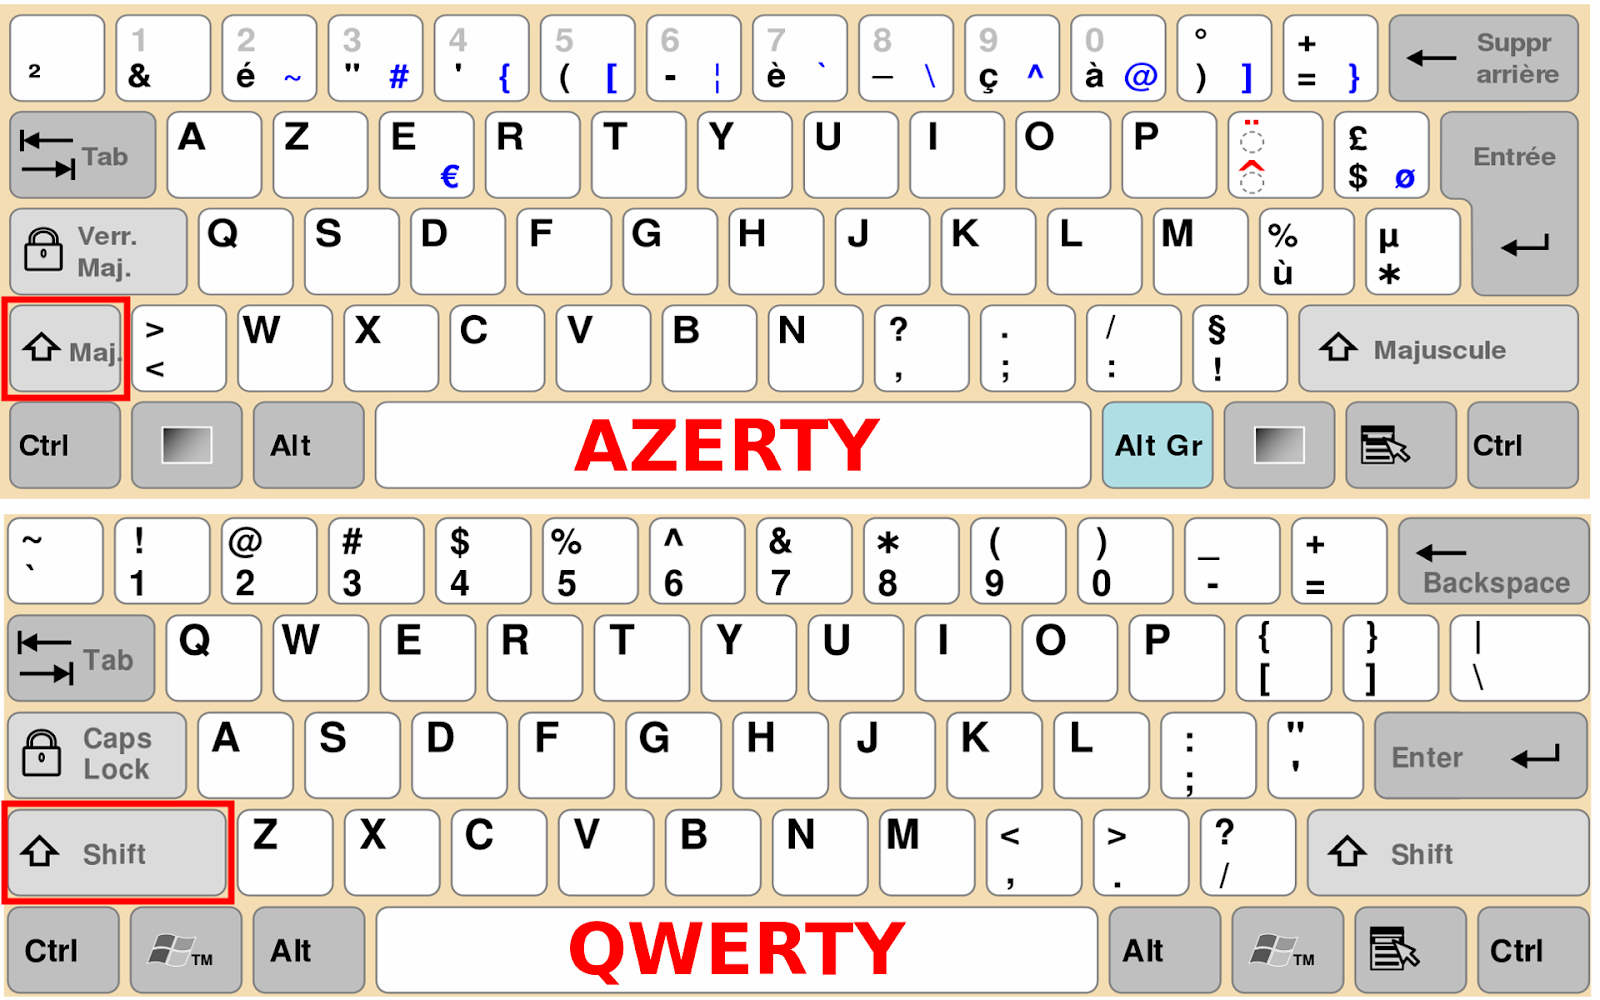 1 2 3 4 5 6 7 8 9 0 ° + Suppr
² & é ~ " # ' { ( [ - ¦ è ` _ \ ç ^ à @ ) ] = } arrière
Tab A Z E R T Y U I O P ¨ £ Entrée
€ ^ $ ø
Verr. Q S D F G H J K L M % µ
Maj. ù *
Maj. > W X C V B N ? . / § Majuscule
< , ; : !
Ctrl Alt AZERTY Alt Gr Ctrl
~ ! @ # $ % ^ & * ( ) _ +
` 1 2 3 4 5 6 7 8 9 0 - = Backspace
Tab Q W E R T Y U I O P { } |
[ ] \
Caps A S D F G H J K L : " Enter
Lock ; '
Shift Z X C V B N M < > ? Shift
, . /
Ctrl TM Alt QWERTY Alt TM Ctrl